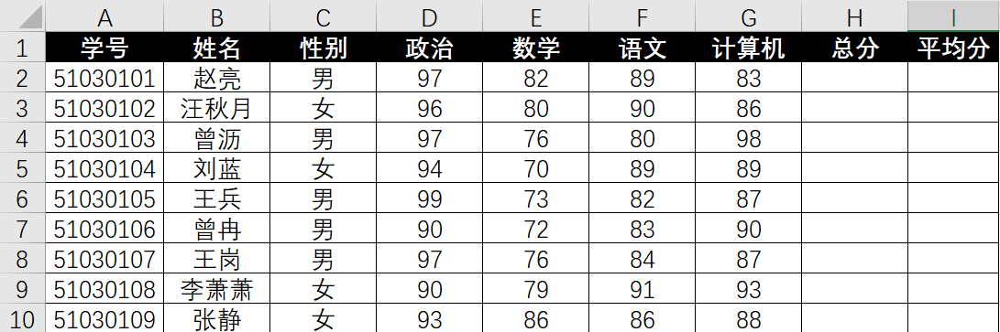 A B C D E F G H I
1 学号 姓名 性别 政治 数学 语文 计算机 总分 平均分
2 51030101 赵亮 男 97 82 89 83
3 51030102 汪秋月 女 96 80 90 86
4 51030103 曾沥 男 97 76 80 98
5 51030104 刘蓝 女 94 70 89 89
6 51030105 王兵 男 99 73 82 87
7 51030106 曾冉 男 90 72 83 90
8 51030107 王岗 男 97 76 84 87
9 51030108 李萧萧 女 90 79 91 93
10 51030109 张静 女 93 86 86 88